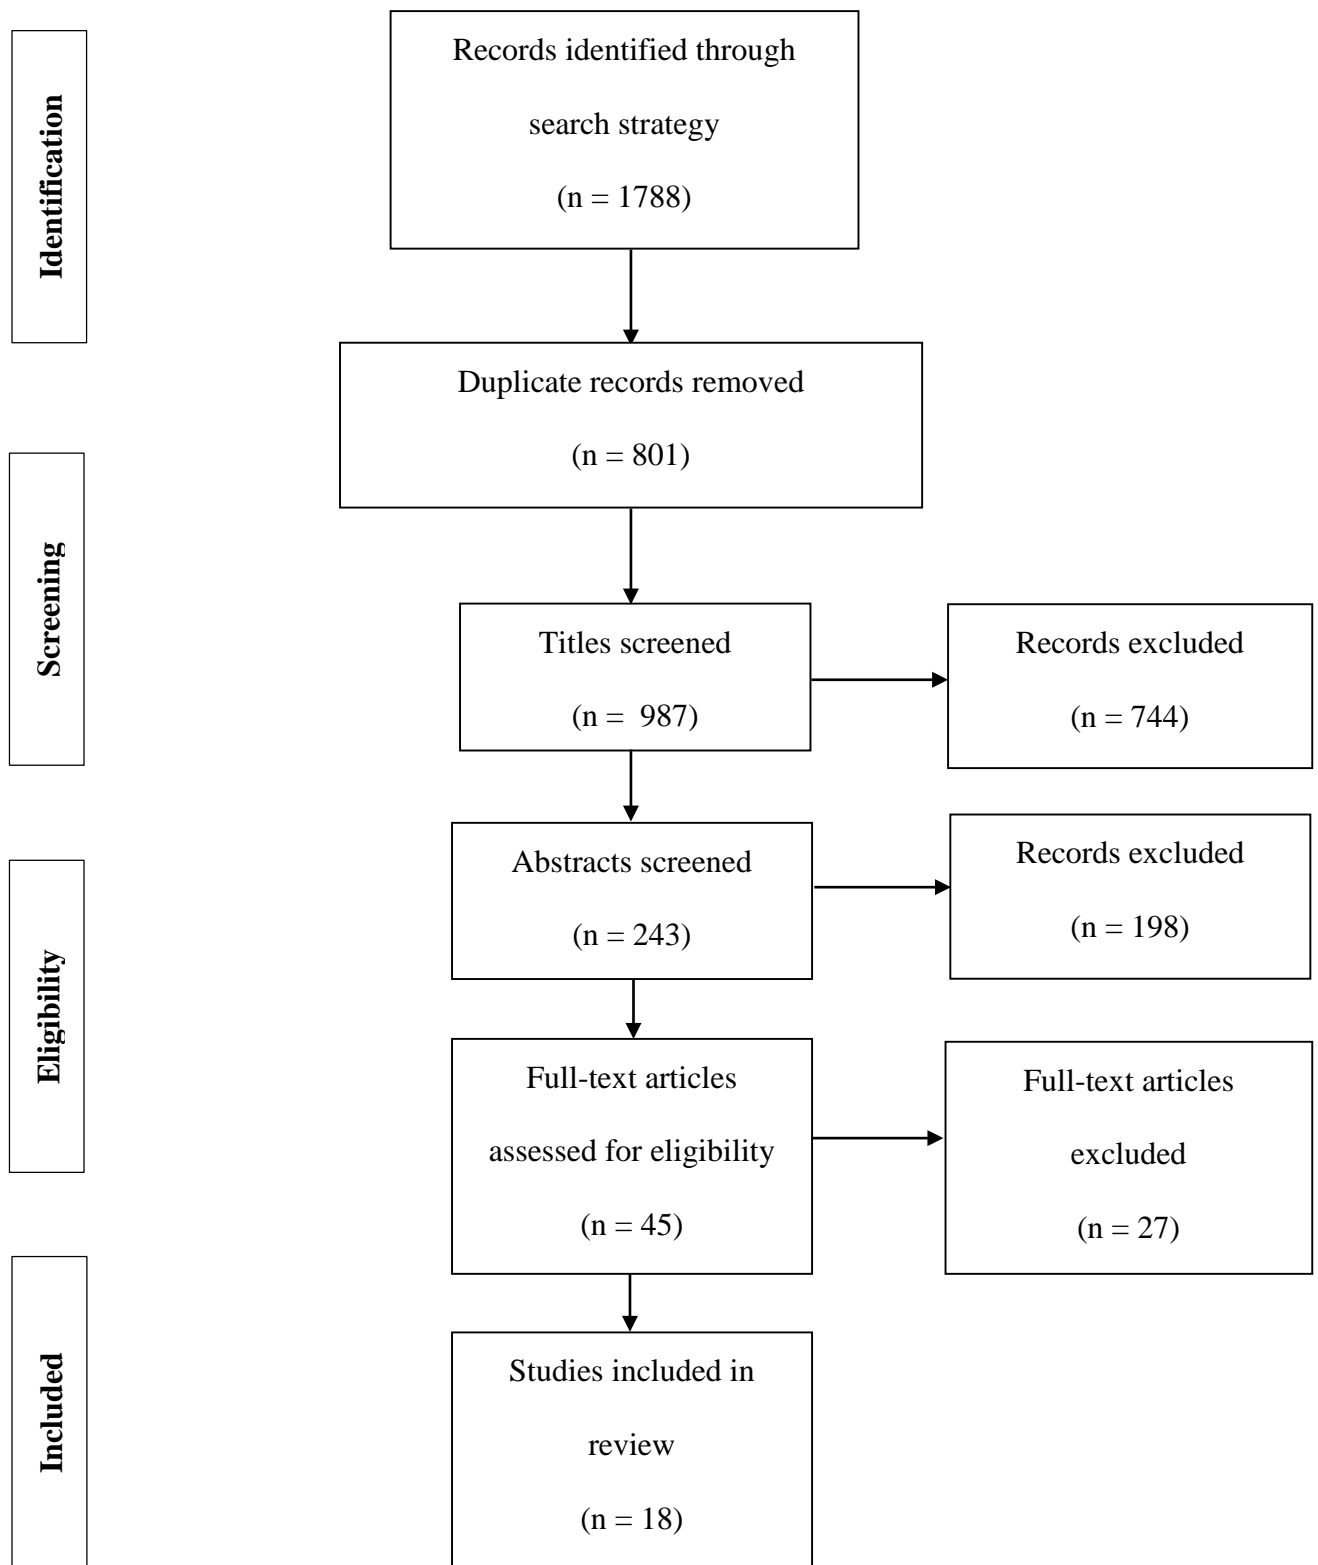 Identification
Records identified through
search strategy
(n = 1788)
Duplicate records removed
(n = 801)
Screening
Titles screened
(n =  987)
Records excluded
(n = 744)
Abstracts screened
(n = 243)
Records excluded
(n = 198)
Eligibility
Full-text articles
assessed for eligibility
(n = 45)
Full-text articles
excluded
(n = 27)
Included
Studies included in
review
(n = 18)